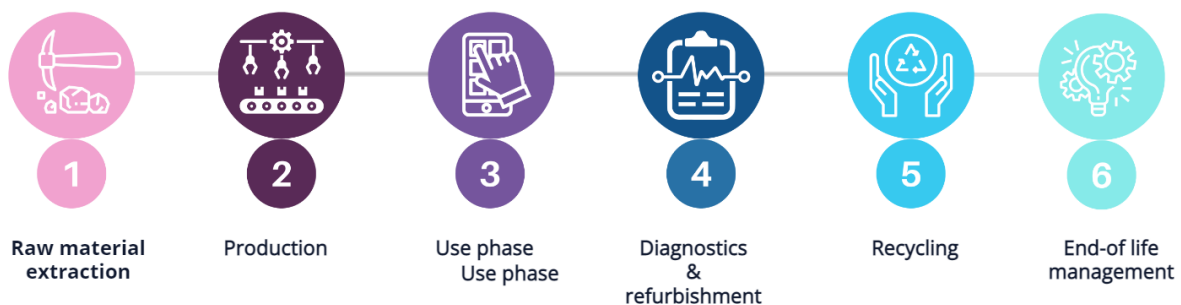 1
2
3
4
5
6
Raw material
extraction
Production
Use phase
Use phase
Diagnostics
&
refurbishment
Recycling
End-of life
management